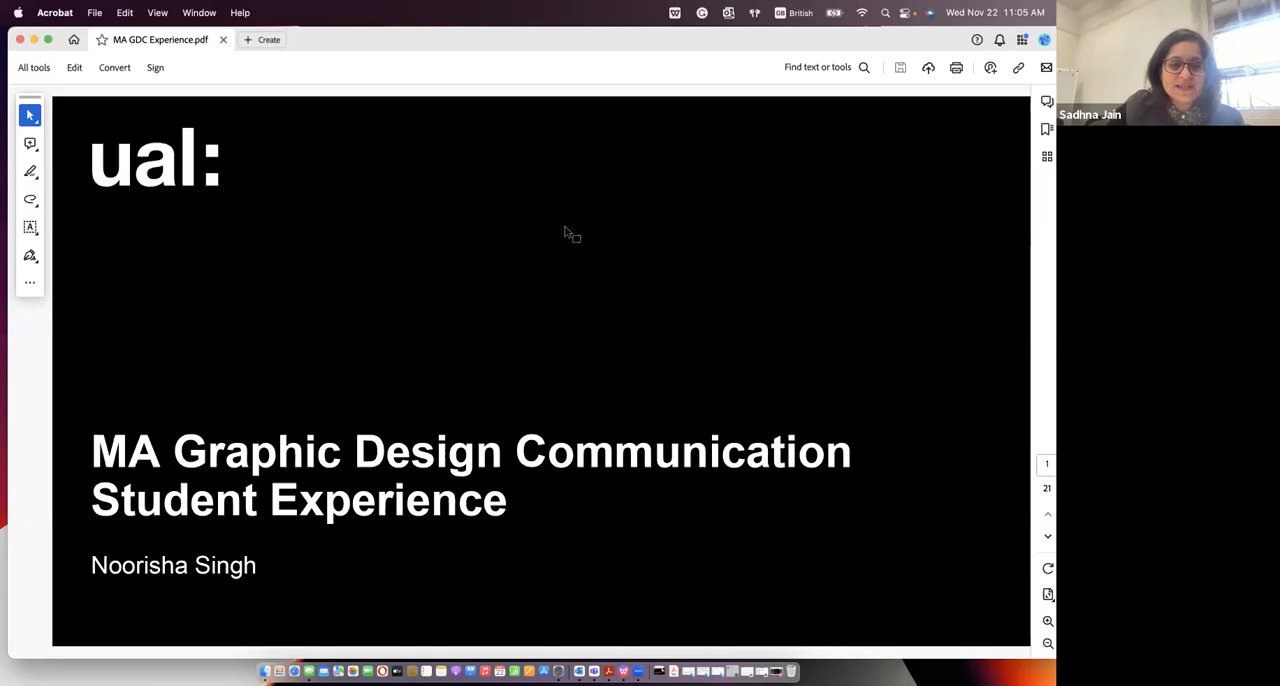 Acrobat File Edit View Window Help
British Wed Nov 22 11:05 AM
MA GDC Experience.pdf
Create
All tools Edit Convert Sign
Find text or tools
Sadhna Jain
ual:
MA Graphic Design Communication
Student Experience
Noorisha Singh
1
21